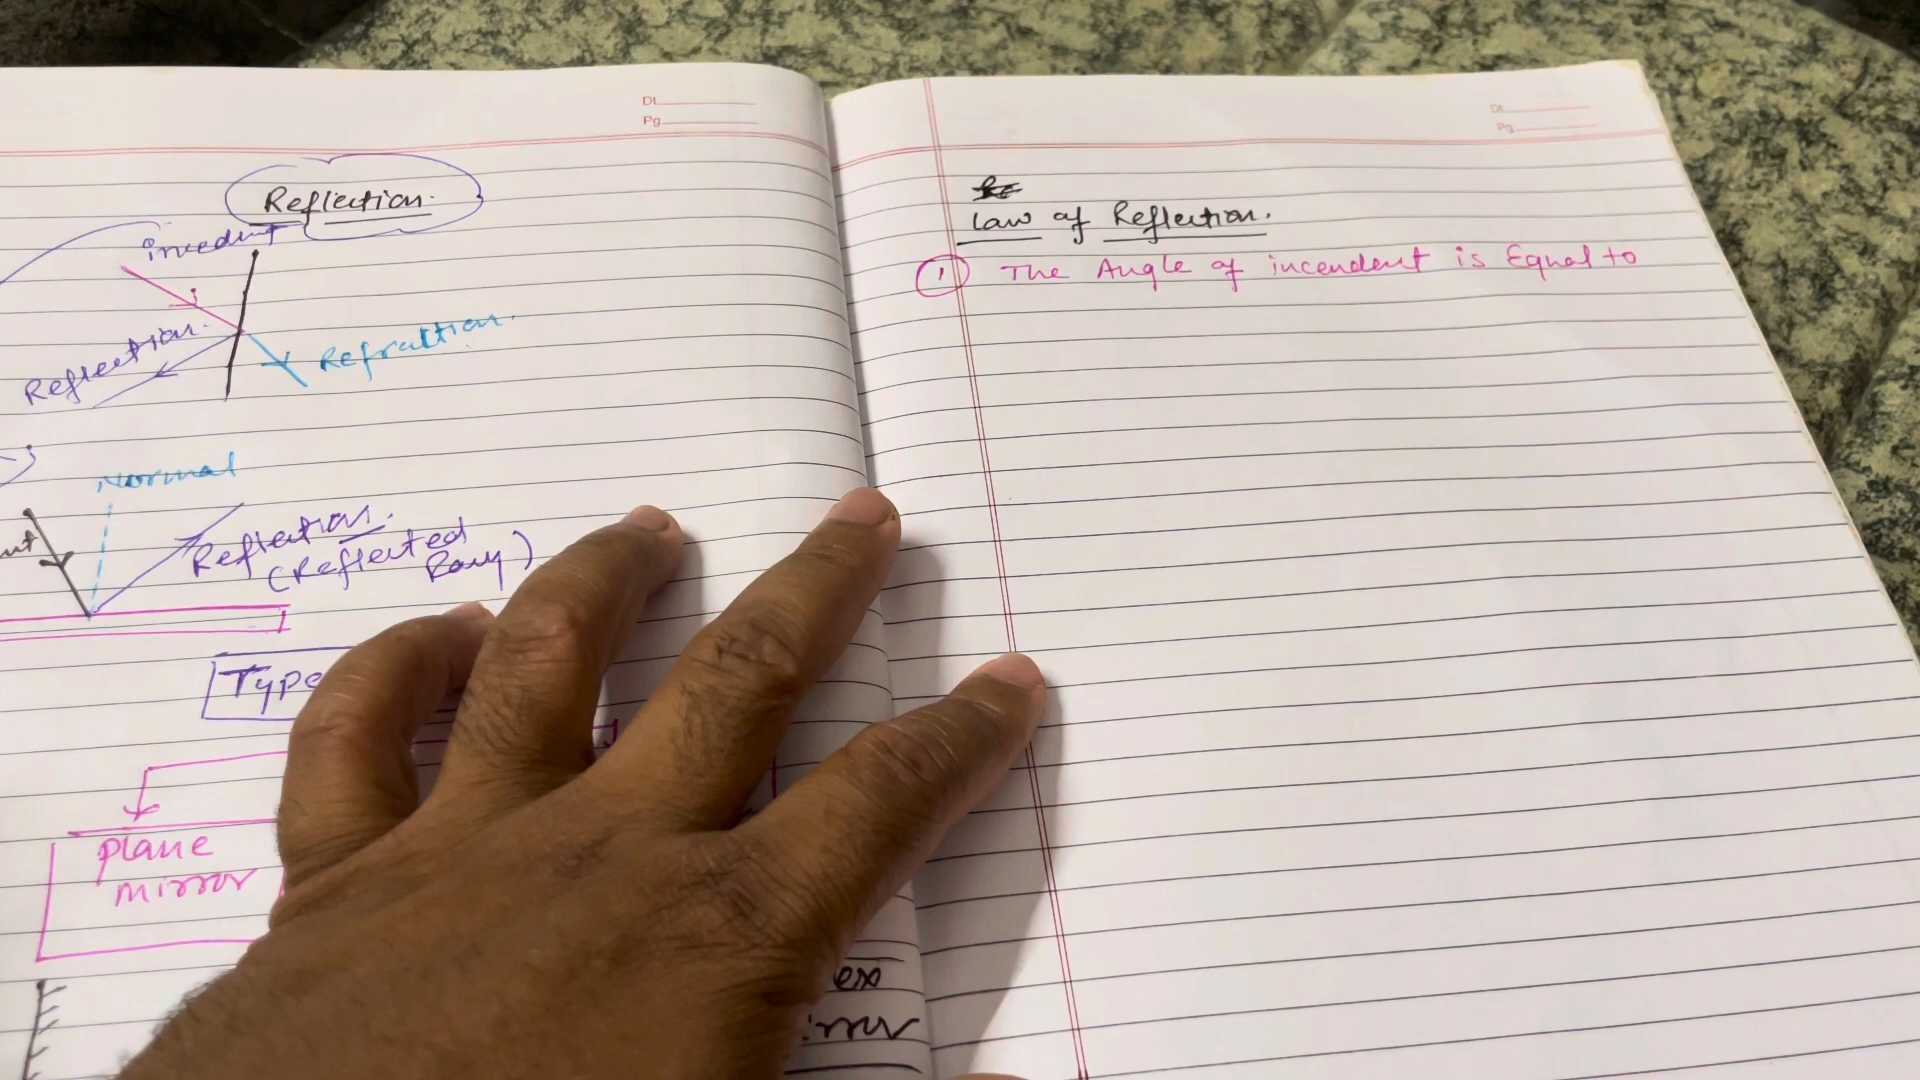 Dt
Pg
Reflection.
incedent
Reflection.
Refraction.
Normal
Reflection.
(Reflected
Ray)
Type
plane
mirror
ex
Dt
Pg
Law of Reflection.
1 The Angle of incendent is Equal to